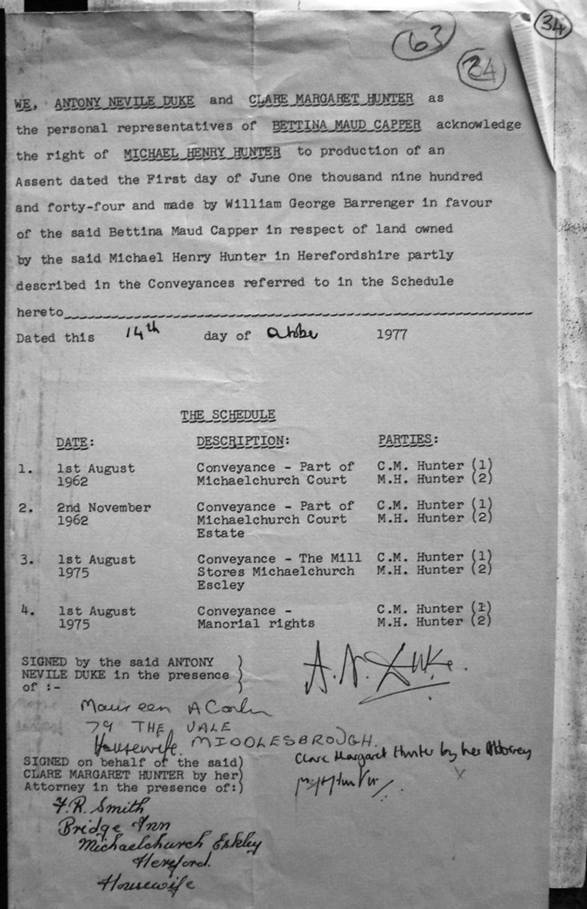 63
34
34
WE, ANTONY NEVILE DUKE and CLARE MARGARET HUNTER as
the personal representatives of BETTINA MAUD CAPPER acknowledge
the right of MICHAEL HENRY HUNTER to production of an
Assent dated the First day of June One thousand nine hundred
and forty-four and made by William George Barrenger in favour
of the said Bettina Maud Capper in respect of land owned
by the said Michael Henry Hunter in Herefordshire partly
described in the Conveyances referred to in the Schedule
hereto
Dated this 14th day of October 1977
THE SCHEDULE
DATE: DESCRIPTION: PARTIES:
1. 1st August Conveyance - Part of C.M. Hunter (1)
1962 Michaelchurch Court M.H. Hunter (2)
2. 2nd November Conveyance - Part of C.M. Hunter (1)
1962 Michaelchurch Court M.H. Hunter (2)
Estate
3. 1st August Conveyance - The Mill C.M. Hunter (1)
1975 Stores Michaelchurch M.H. Hunter (2)
Escley
4. 1st August Conveyance - C.M. Hunter (1)
1975 Manorial rights M.H. Hunter (2)
SIGNED by the said ANTONY )
NEVILE DUKE in the presence ) A. N. Duke.
of :- )
Maureen A
79 THE VALE
Housewife. MIDDLESBROUGH.
SIGNED on behalf of the said) Clare Margaret Hunter by her Attorney
CLARE MARGARET HUNTER by her) M H Hunter
Attorney in the presence of:)
F. R. Smith
Bridge Inn
Michaelchurch Eskley
Hereford.
Housewife